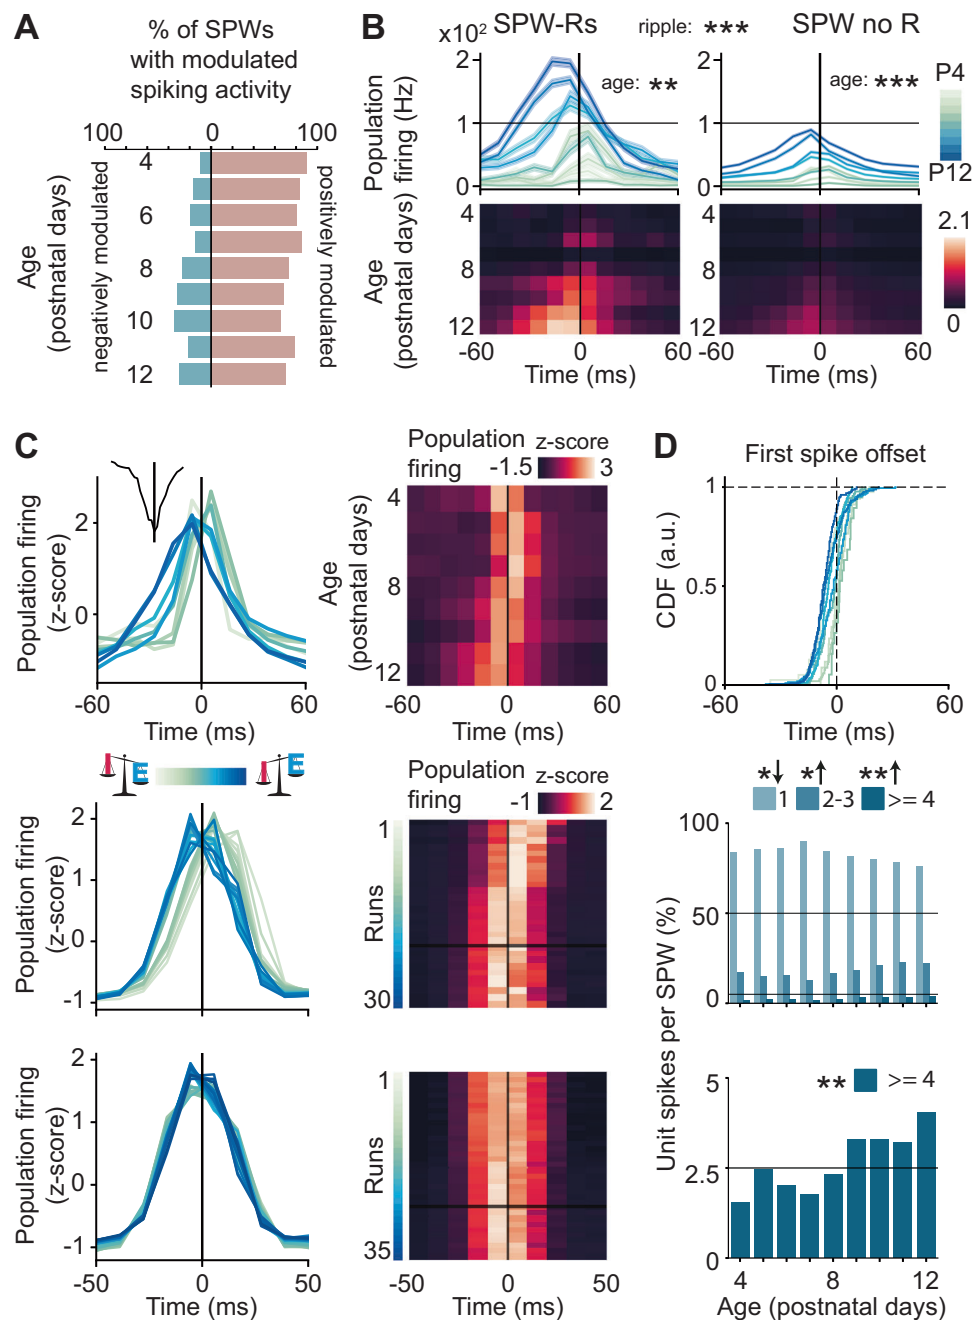 A
% of SPWs
with modulated
spiking activity
100 0 100
4
6
8
10
12
Age
(postnatal days)
negatively modulated
positively modulated
B
x10²
SPW-Rs
ripple: ***
SPW no R
age: **
age: ***
P4
P12
Population
firing (Hz)
2
1
0
Age
(postnatal days)
4
8
12
4
8
12
2.1
0
-60 0 60
-60 0 60
Time (ms)
Time (ms)
C
Population firing
(z-score)
2
0
-60 0 60
Time (ms)
Population
firing
z-score
-1.5 3
Age
(postnatal days)
4
8
12
-60 0 60
Time (ms)
I E
I E
Population firing
(z-score)
2
1
0
-1
Population
firing
z-score
-1 2
Runs
1
30
Population firing
(z-score)
2
1
-1
-50 0 50
Time (ms)
Runs
1
35
-50 0 50
Time (ms)
D
First spike offset
CDF (a.u.)
1
0.5
0
-60 0 60
Time (ms)
*↓ *↑ **↑
1 2-3 >= 4
Unit spikes per SPW (%)
100
50
0
** >= 4
5
2.5
0
4 8 12
Age (postnatal days)